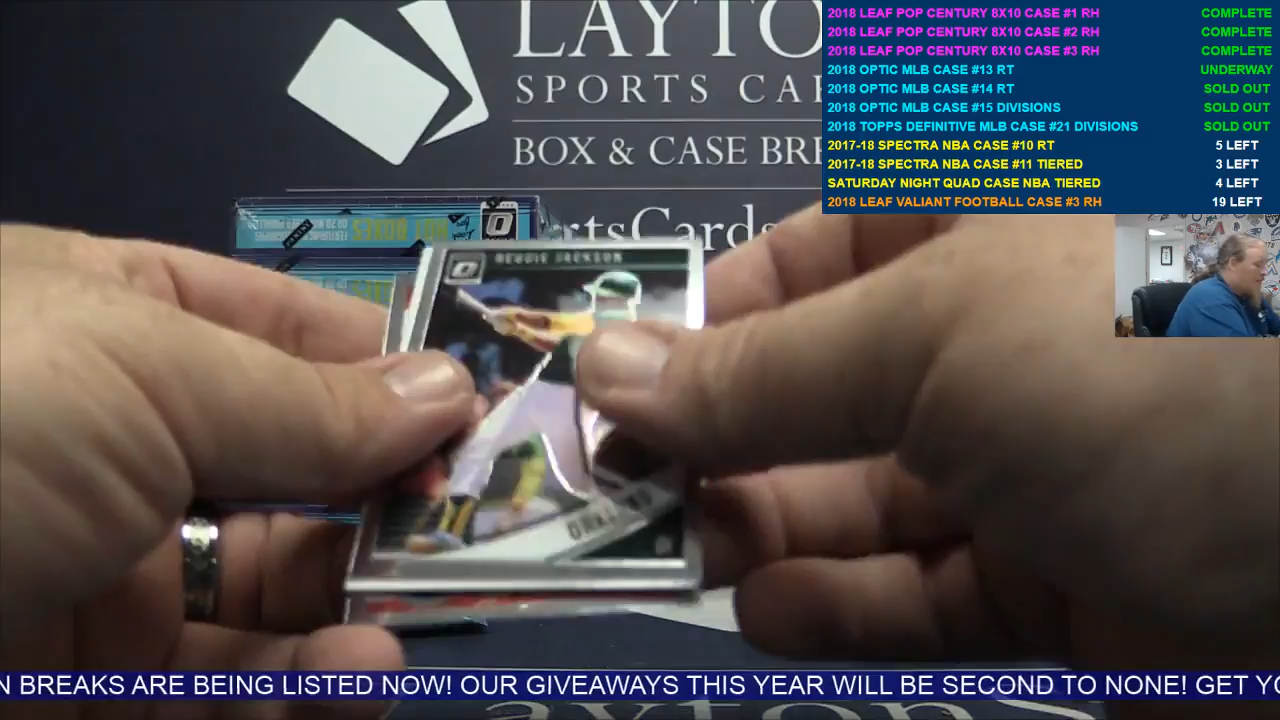 LAYTO
SPORTS CA
BOX & CASE BRE
rtsCards
2018 LEAF POP CENTURY 8X10 CASE #1 RH COMPLETE
2018 LEAF POP CENTURY 8X10 CASE #2 RH COMPLETE
2018 LEAF POP CENTURY 8X10 CASE #3 RH COMPLETE
2018 OPTIC MLB CASE #13 RT UNDERWAY
2018 OPTIC MLB CASE #14 RT SOLD OUT
2018 OPTIC MLB CASE #15 DIVISIONS SOLD OUT
2018 TOPPS DEFINITIVE MLB CASE #21 DIVISIONS SOLD OUT
2017-18 SPECTRA NBA CASE #10 RT 5 LEFT
2017-18 SPECTRA NBA CASE #11 TIERED 3 LEFT
SATURDAY NIGHT QUAD CASE NBA TIERED 4 LEFT
2018 LEAF VALIANT FOOTBALL CASE #3 RH 19 LEFT
PANINI
REGGIE JACKSON
N BREAKS ARE BEING LISTED NOW! OUR GIVEAWAYS THIS YEAR WILL BE SECOND TO NONE! GET YO